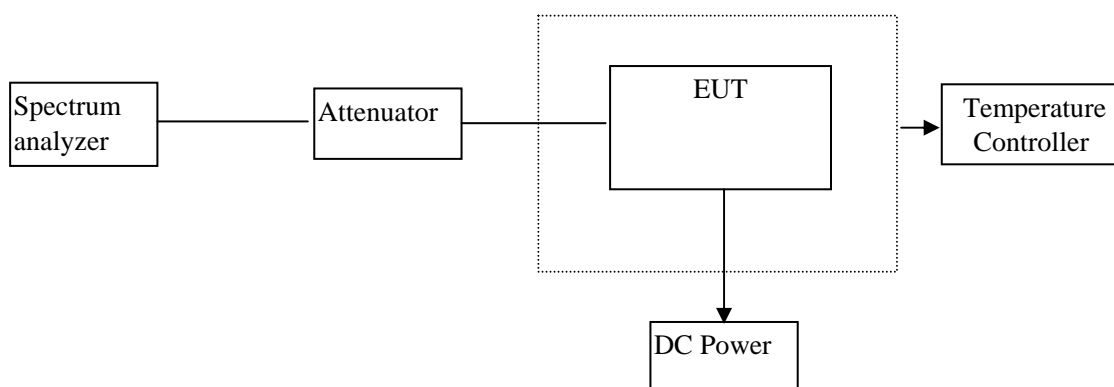 Spectrum
analyzer
Attenuator
EUT
Temperature
Controller
DC Power